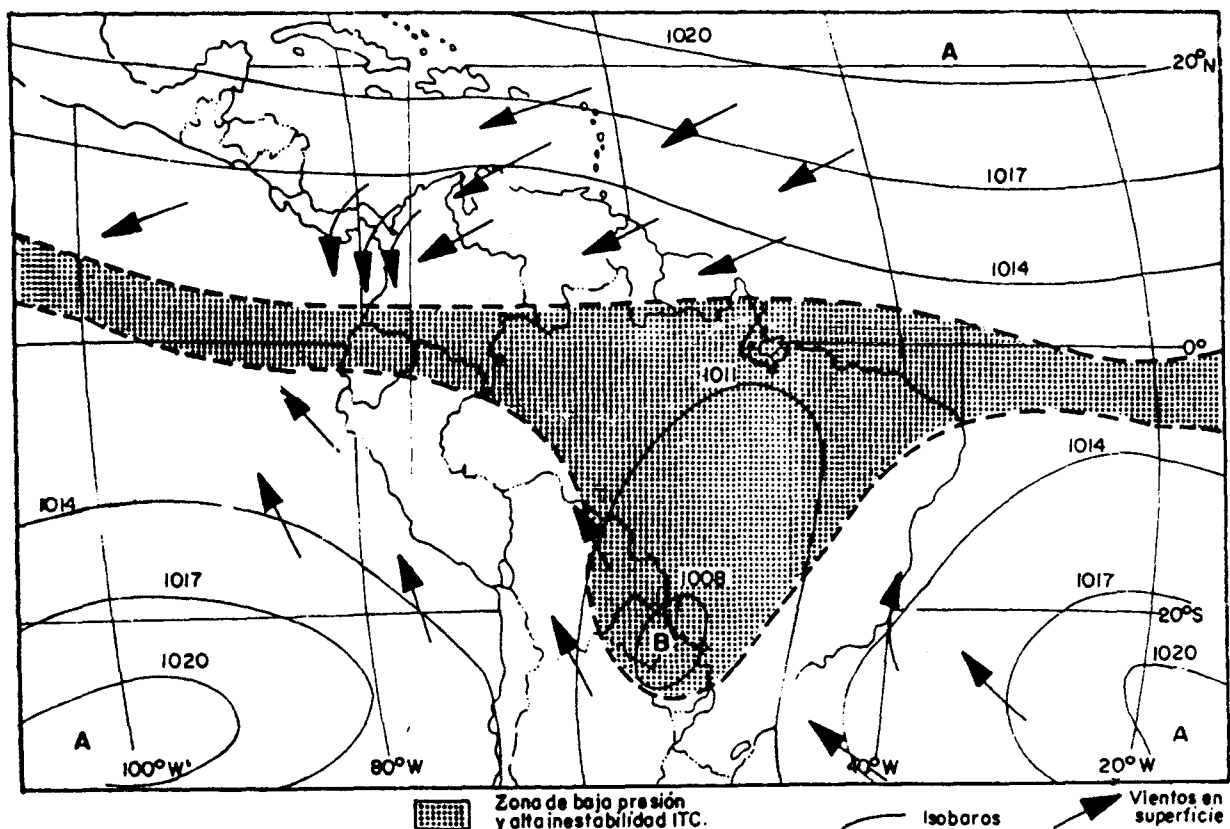 1020
A
20°N
1017
1014
0°
1011
1014
1014
1008
1017
1017
20°S
B
1020
1020
A
A
100°W'
80°W
40°W
20°W
Zona de baja presión
y alta inestabilidad ITC.
Isobaros
Vientos en
superficie